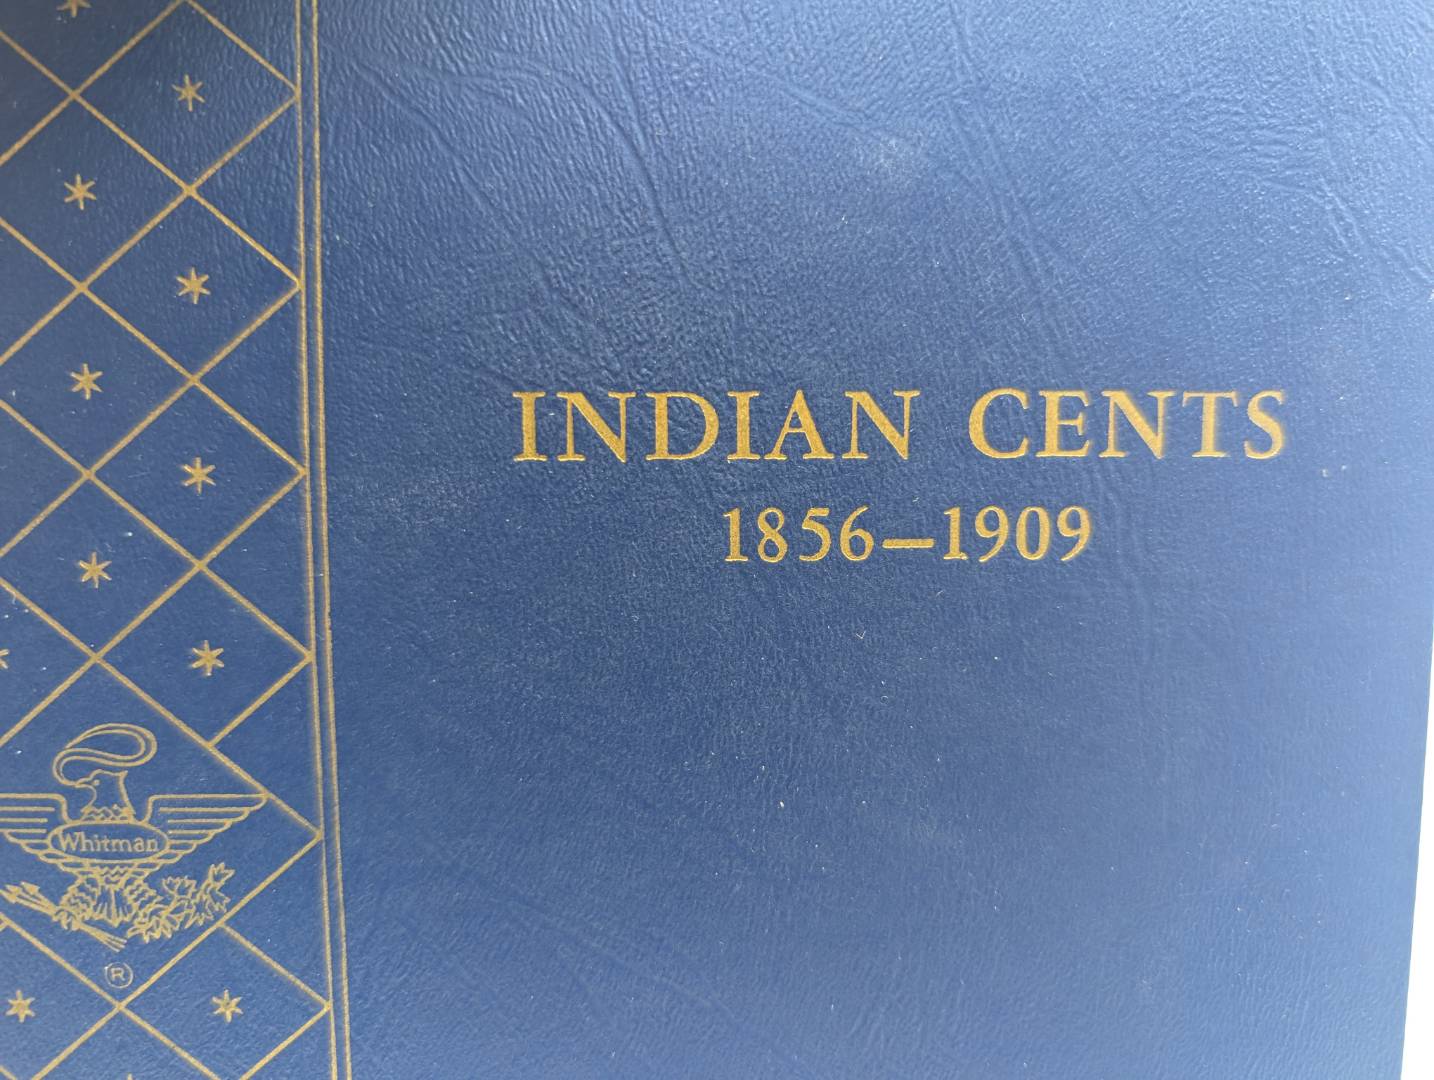 INDIAN CENTS
1856–1909
Whitman
®